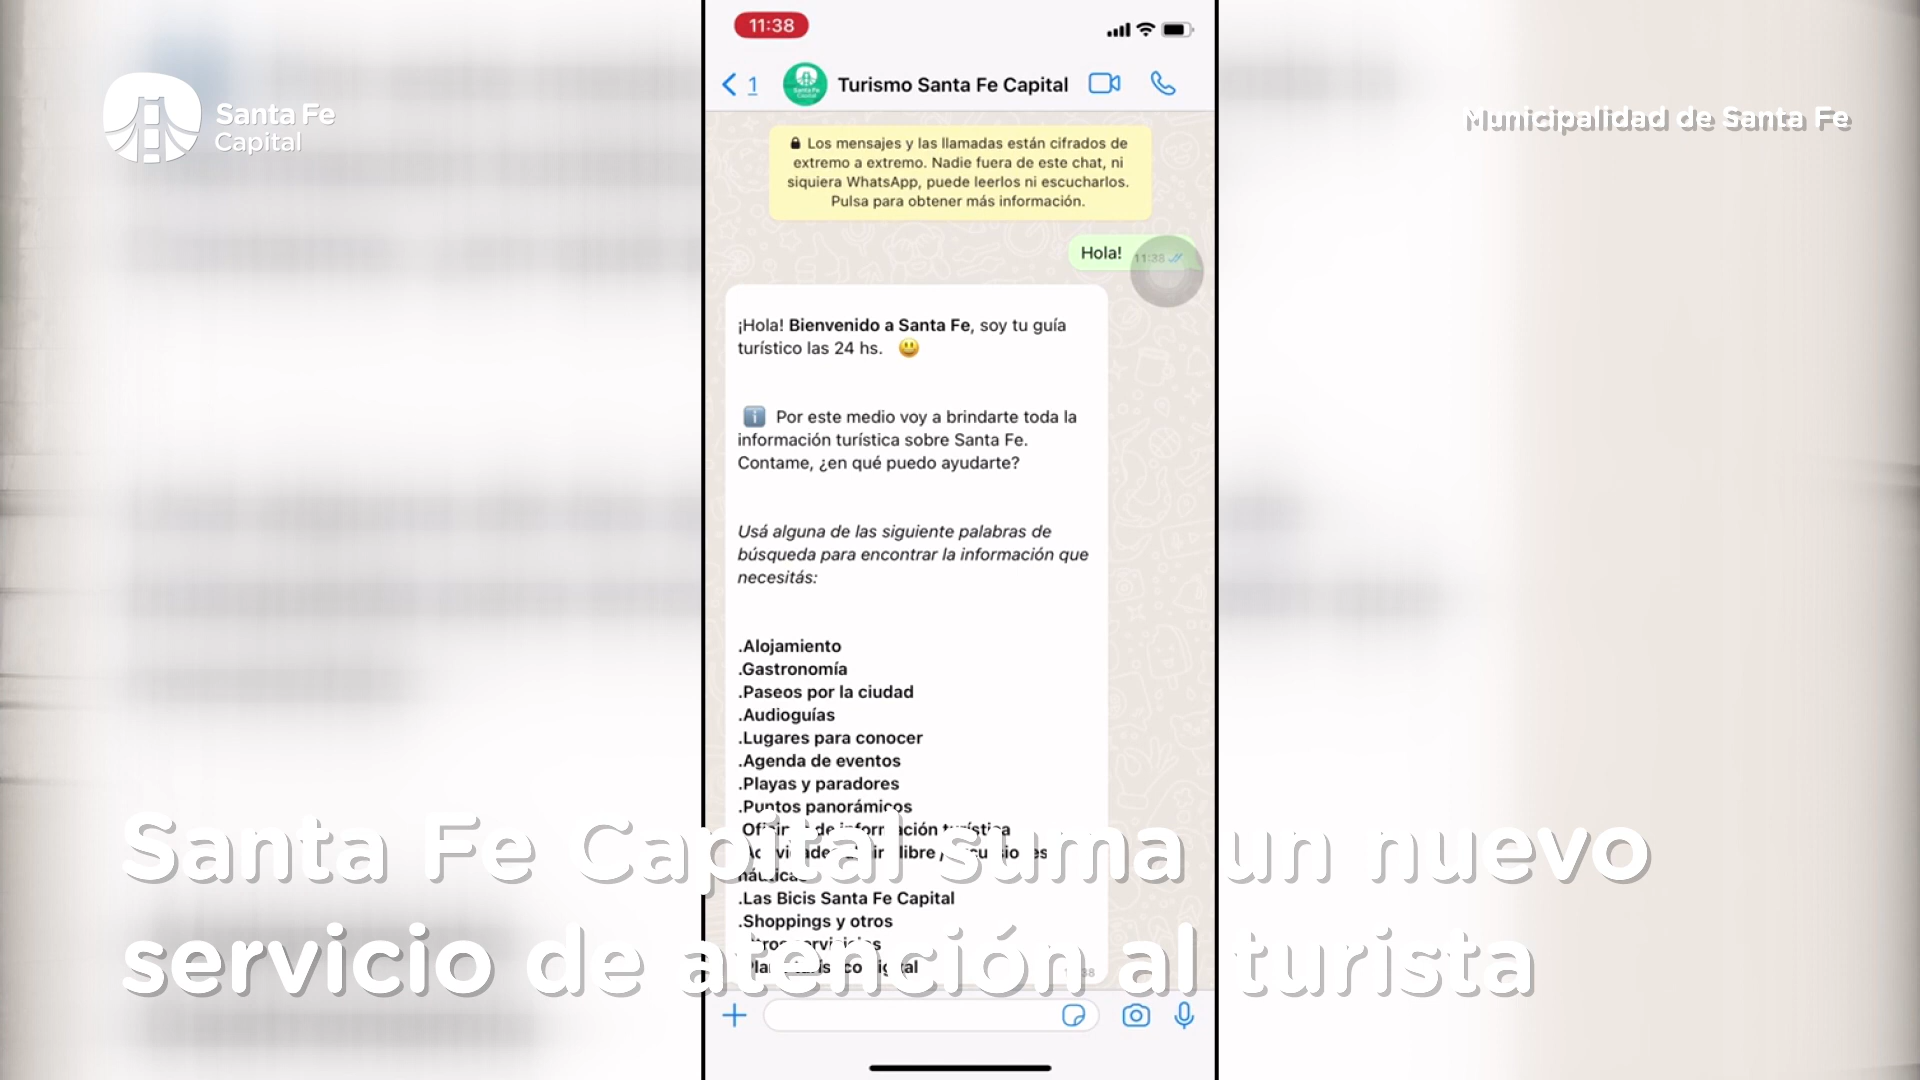 11:38
Santa Fe
Capital
Municipalidad de Santa Fe
1
Turismo Santa Fe Capital
Los mensajes y las llamadas están cifrados de
extremo a extremo. Nadie fuera de este chat, ni
siquiera WhatsApp, puede leerlos ni escucharlos.
Pulsa para obtener más información.
Hola! 11:38
¡Hola! Bienvenido a Santa Fe, soy tu guía
turístico las 24 hs.
Por este medio voy a brindarte toda la
información turística sobre Santa Fe.
Contame, ¿en qué puedo ayudarte?
Usá alguna de las siguiente palabras de
búsqueda para encontrar la información que
necesitás:
.Alojamiento
.Gastronomía
.Paseos por la ciudad
.Audioguías
.Lugares para conocer
.Agenda de eventos
.Playas y paradores
.Puntos panorámicos
de información turística
libre
.Las Bicis Santa Fe Capital
.Shoppings y otros
Santa Fe Capital suma un nuevo
servicio de atención al turista